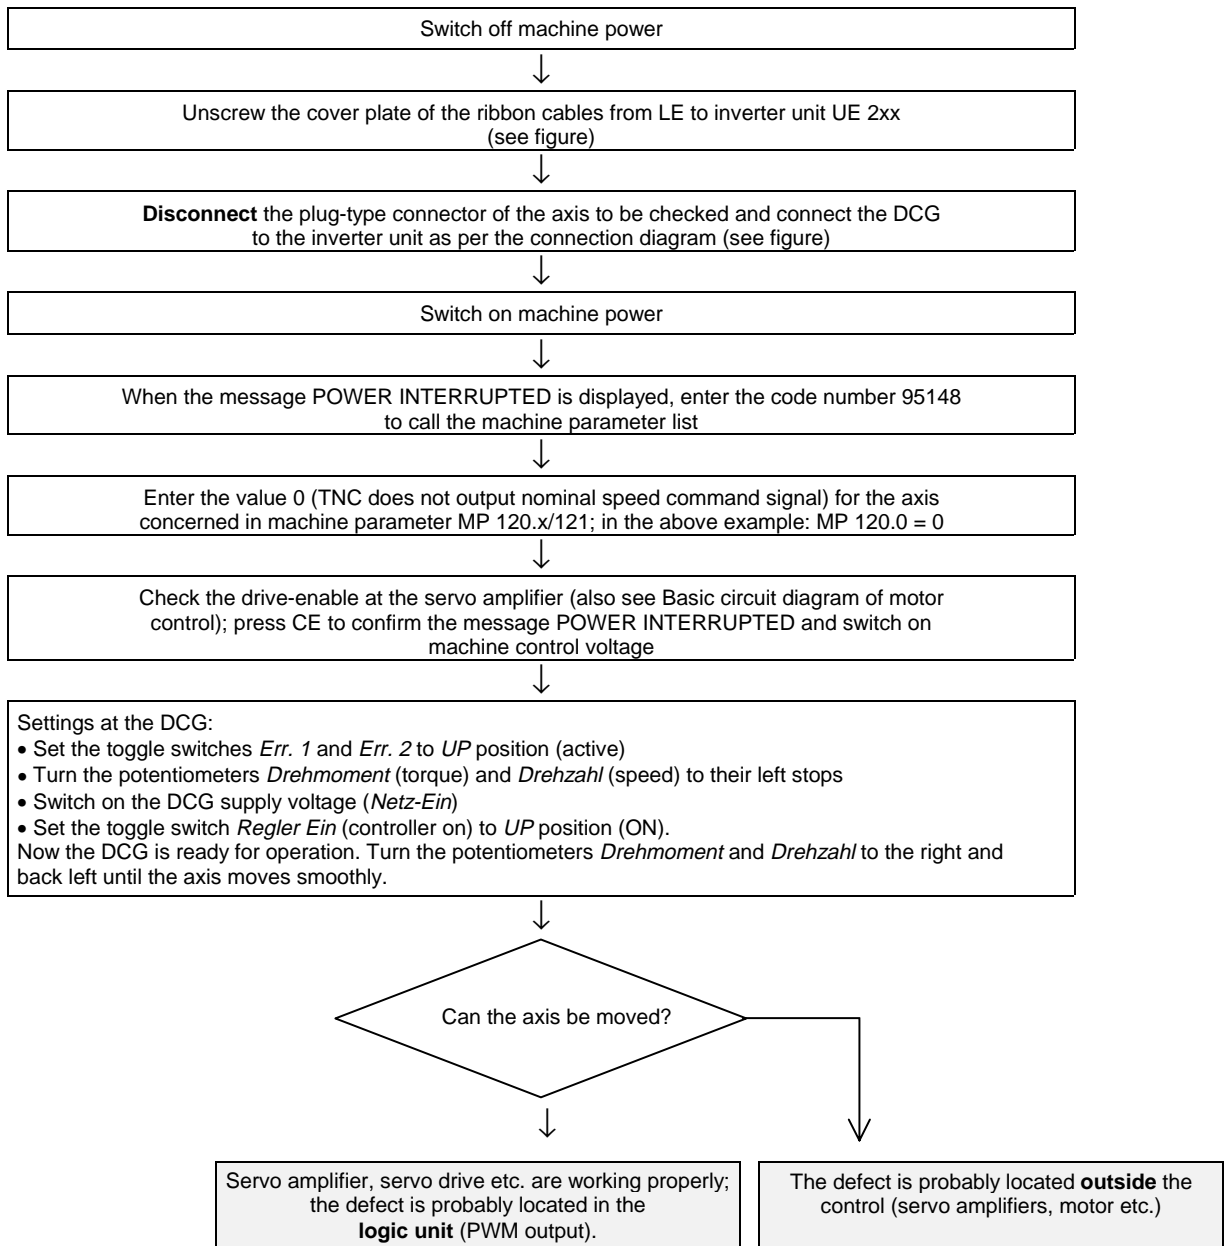 Switch off machine power
Unscrew the cover plate of the ribbon cables from LE to inverter unit UE 2xx
(see figure)
Disconnect the plug-type connector of the axis to be checked and connect the DCG
to the inverter unit as per the connection diagram (see figure)
Switch on machine power
When the message POWER INTERRUPTED is displayed, enter the code number 95148
to call the machine parameter list
Enter the value 0 (TNC does not output nominal speed command signal) for the axis
concerned in machine parameter MP 120.x/121; in the above example: MP 120.0 = 0
Check the drive-enable at the servo amplifier (also see Basic circuit diagram of motor
control); press CE to confirm the message POWER INTERRUPTED and switch on
machine control voltage
Settings at the DCG:
• Set the toggle switches Err. 1 and Err. 2 to UP position (active)
• Turn the potentiometers Drehmoment (torque) and Drehzahl (speed) to their left stops
• Switch on the DCG supply voltage (Netz-Ein)
• Set the toggle switch Regler Ein (controller on) to UP position (ON).
Now the DCG is ready for operation. Turn the potentiometers Drehmoment and Drehzahl to the right and
back left until the axis moves smoothly.
Can the axis be moved?
Servo amplifier, servo drive etc. are working properly;
the defect is probably located in the
logic unit (PWM output).
The defect is probably located outside the
control (servo amplifiers, motor etc.)